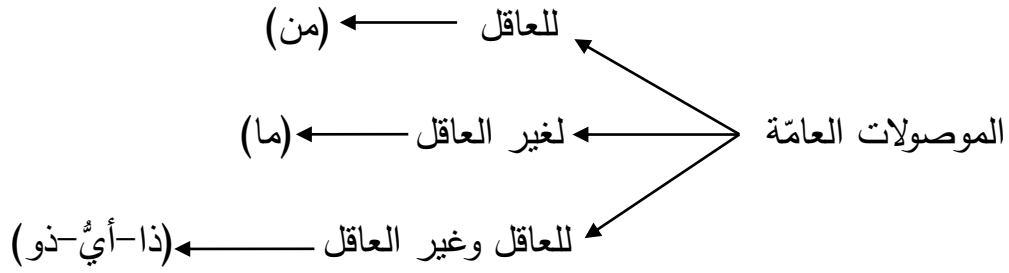 للعاقل (من)
الموصولات العامّة لغير العاقل (ما)
للعاقل وغير العاقل (ذا-أيُّ-ذو)